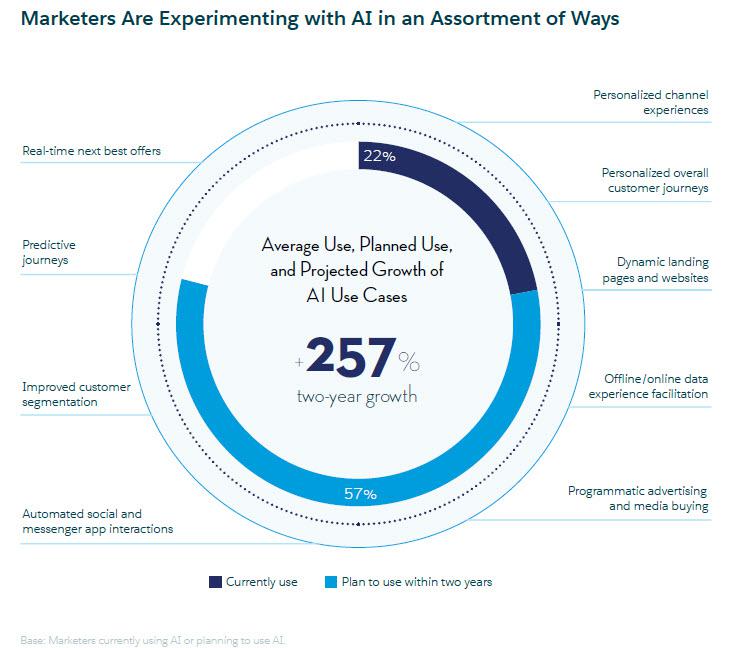 Marketers Are Experimenting with AI in an Assortment of Ways
Personalized channel
experiences
Real-time next best offers
22%
Personalized overall
customer journeys
Predictive
journeys
Average Use, Planned Use,
and Projected Growth of
AI Use Cases
Dynamic landing
pages and websites
+257%
two-year growth
Improved customer
segmentation
Offline/online data
experience facilitation
57%
Programmatic advertising
and media buying
Automated social and
messenger app interactions
Currently use
Plan to use within two years
Base: Marketers currently using AI or planning to use AI.